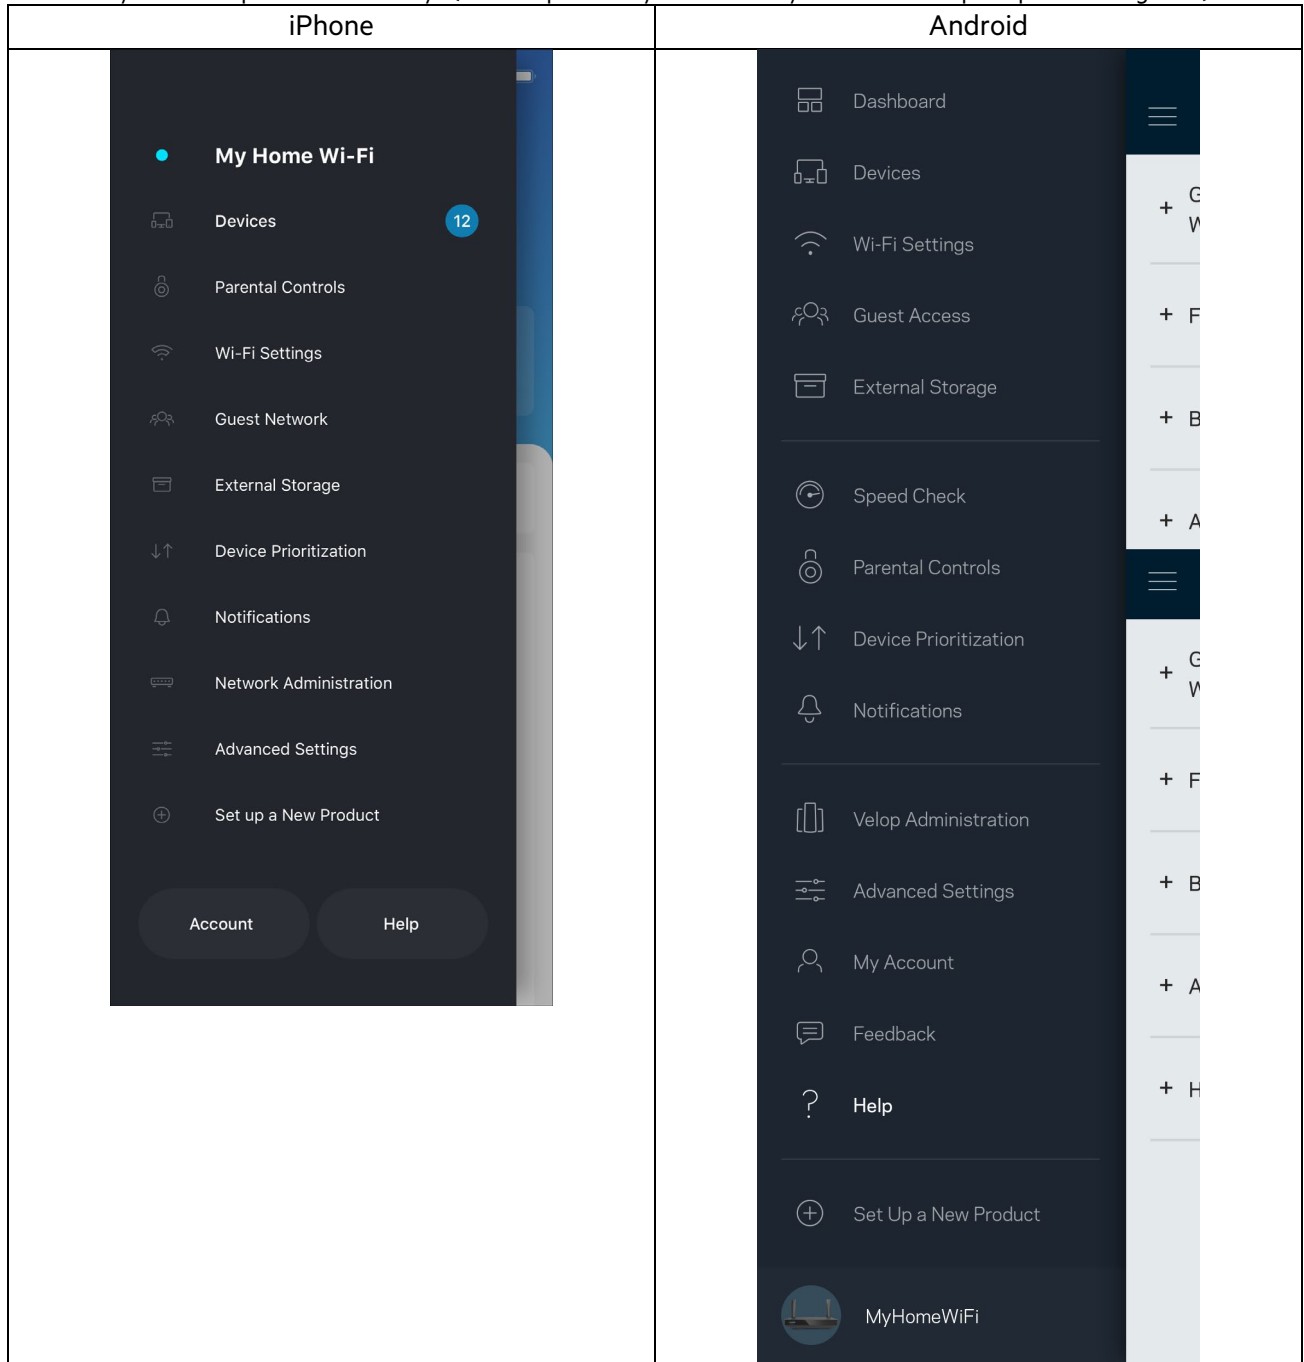 iPhone
Android
My Home Wi-Fi
Devices
12
Parental Controls
Wi-Fi Settings
Guest Network
External Storage
Device Prioritization
Notifications
Network Administration
Advanced Settings
Set up a New Product
Account
Help
Dashboard
Devices
Wi-Fi Settings
Guest Access
External Storage
Speed Check
Parental Controls
Device Prioritization
Notifications
Velop Administration
Advanced Settings
My Account
Feedback
Help
Set Up a New Product
MyHomeWiFi
+ F
+ B
+ A
+ F
+ B
+ A
+ H